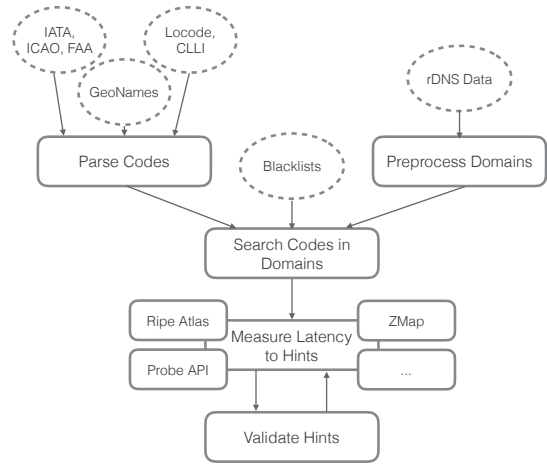 IATA,
ICAO, FAA
Locode,
CLLI
GeoNames
rDNS Data
Parse Codes
Blacklists
Preprocess Domains
Search Codes in
Domains
Ripe Atlas
ZMap
Measure Latency
to Hints
Probe API
...
Validate Hints